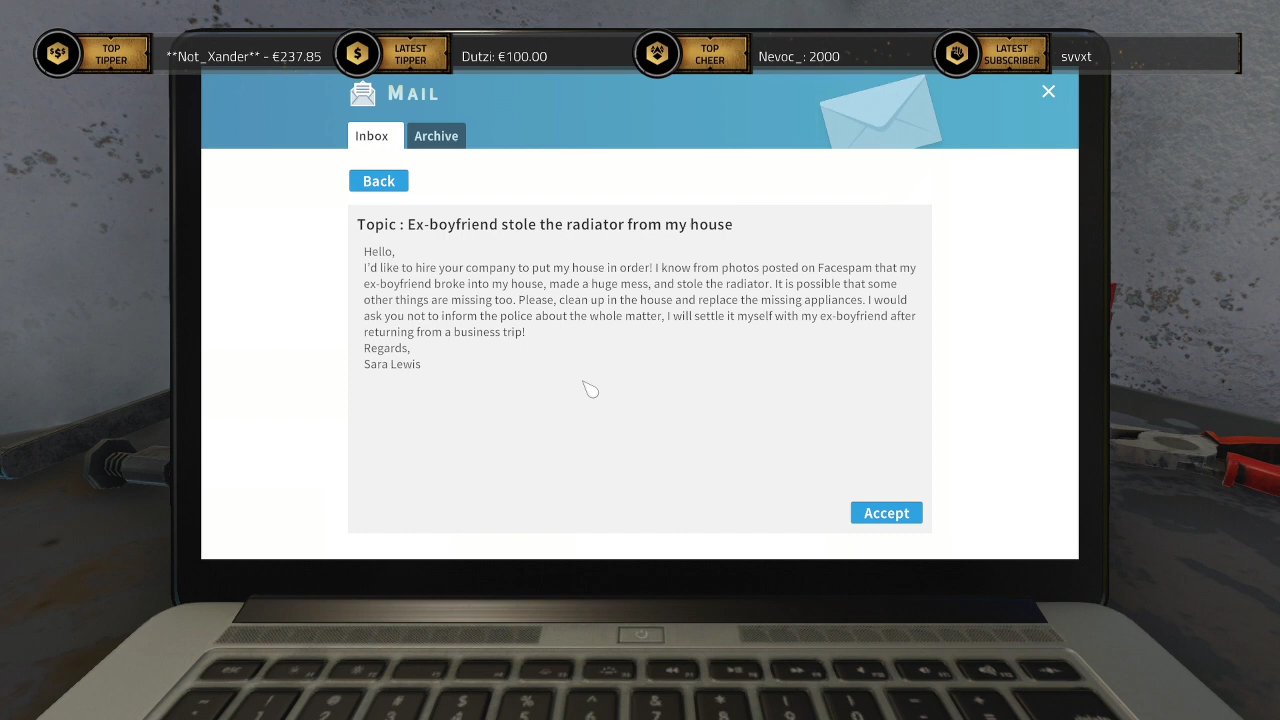 TOP TIPPER
**Not_Xander** - €237.85
LATEST TIPPER
Dutzi: €100.00
TOP CHEER
Nevoc_: 2000
LATEST SUBSCRIBER
svvxt
MAIL
Inbox
Archive
Back
Topic : Ex-boyfriend stole the radiator from my house
Hello,
I'd like to hire your company to put my house in order! I know from photos posted on Facespam that my
ex-boyfriend broke into my house, made a huge mess, and stole the radiator. It is possible that some
other things are missing too. Please, clean up in the house and replace the missing appliances. I would
ask you not to inform the police about the whole matter, I will settle it myself with my ex-boyfriend after
returning from a business trip!
Regards,
Sara Lewis
Accept